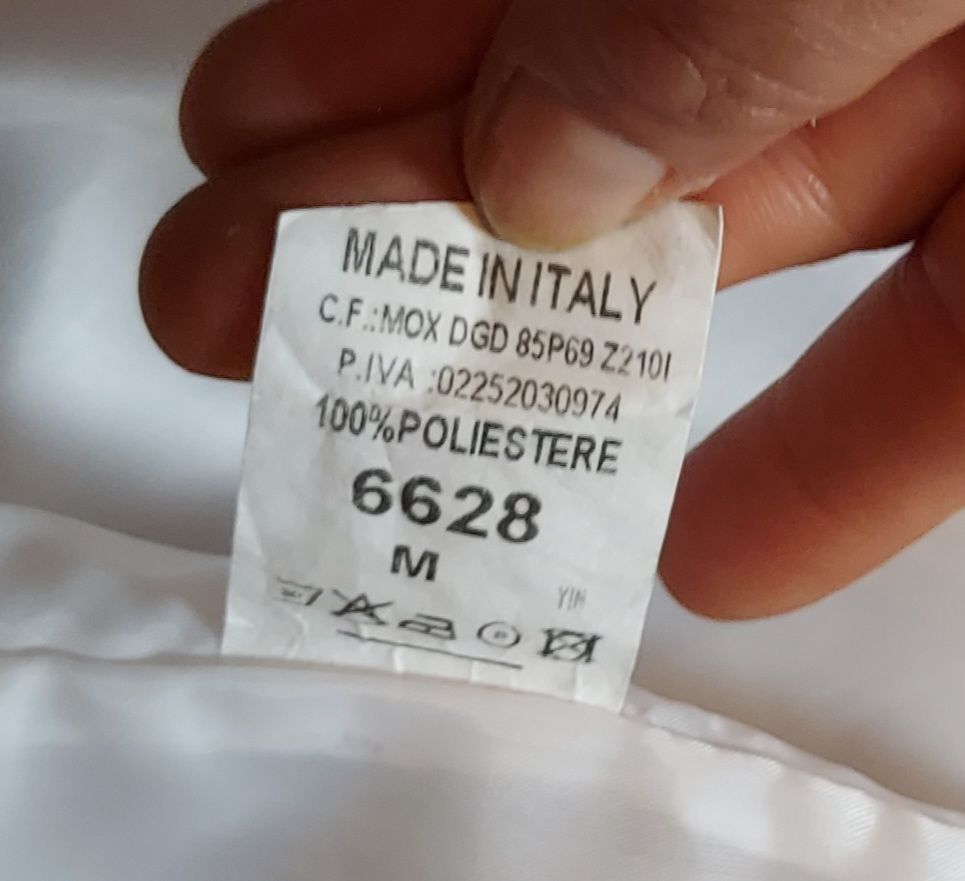 MADE IN ITALY
C.F.:MOX DGD 85P69 Z210I
P.IVA :02252030974
100%POLIESTERE
6628
M
YIN